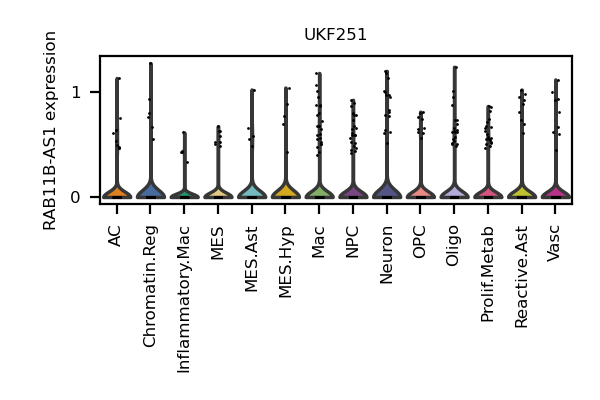 UKF251
RAB11B-AS1 expression
1
0
AC
Chromatin.Reg
Inflammatory.Mac
MES
MES.Ast
MES.Hyp
Mac
NPC
Neuron
OPC
Oligo
Prolif.Metab
Reactive.Ast
Vasc